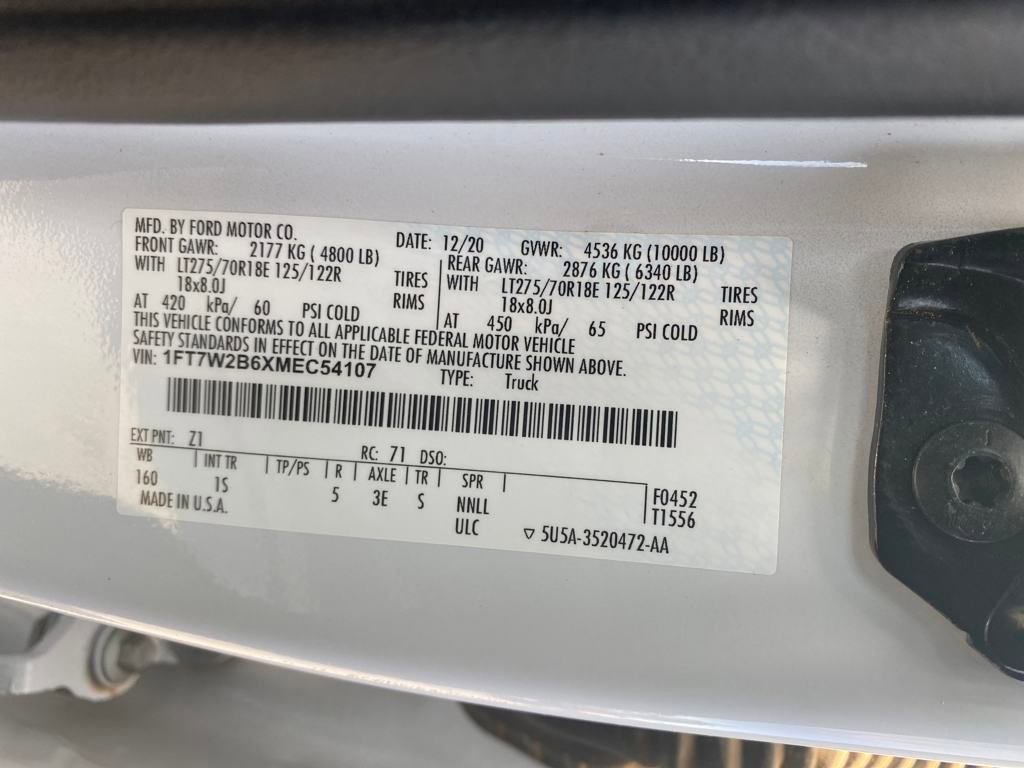 MFD. BY FORD MOTOR CO. DATE: 12/20 GVWR: 4536 KG (10000 LB)
FRONT GAWR: 2177 KG ( 4800 LB) REAR GAWR: 2876 KG ( 6340 LB)
WITH LT275/70R18E 125/122R TIRES WITH LT275/70R18E 125/122R TIRES
18x8.0J RIMS 18x8.0J RIMS
AT 420 kPa/ 60 PSI COLD AT 450 kPa/ 65 PSI COLD
THIS VEHICLE CONFORMS TO ALL APPLICABLE FEDERAL MOTOR VEHICLE
SAFETY STANDARDS IN EFFECT ON THE DATE OF MANUFACTURE SHOWN ABOVE.
VIN: 1FT7W2B6XMEC54107 TYPE: Truck
EXT PNT: Z1 RC: 71 DSO:
WB INT TR TP/PS R AXLE TR SPR
160 1S 5 3E S NNLL F0452
MADE IN U.S.A. ULC T1556
▽ 5U5A-3520472-AA